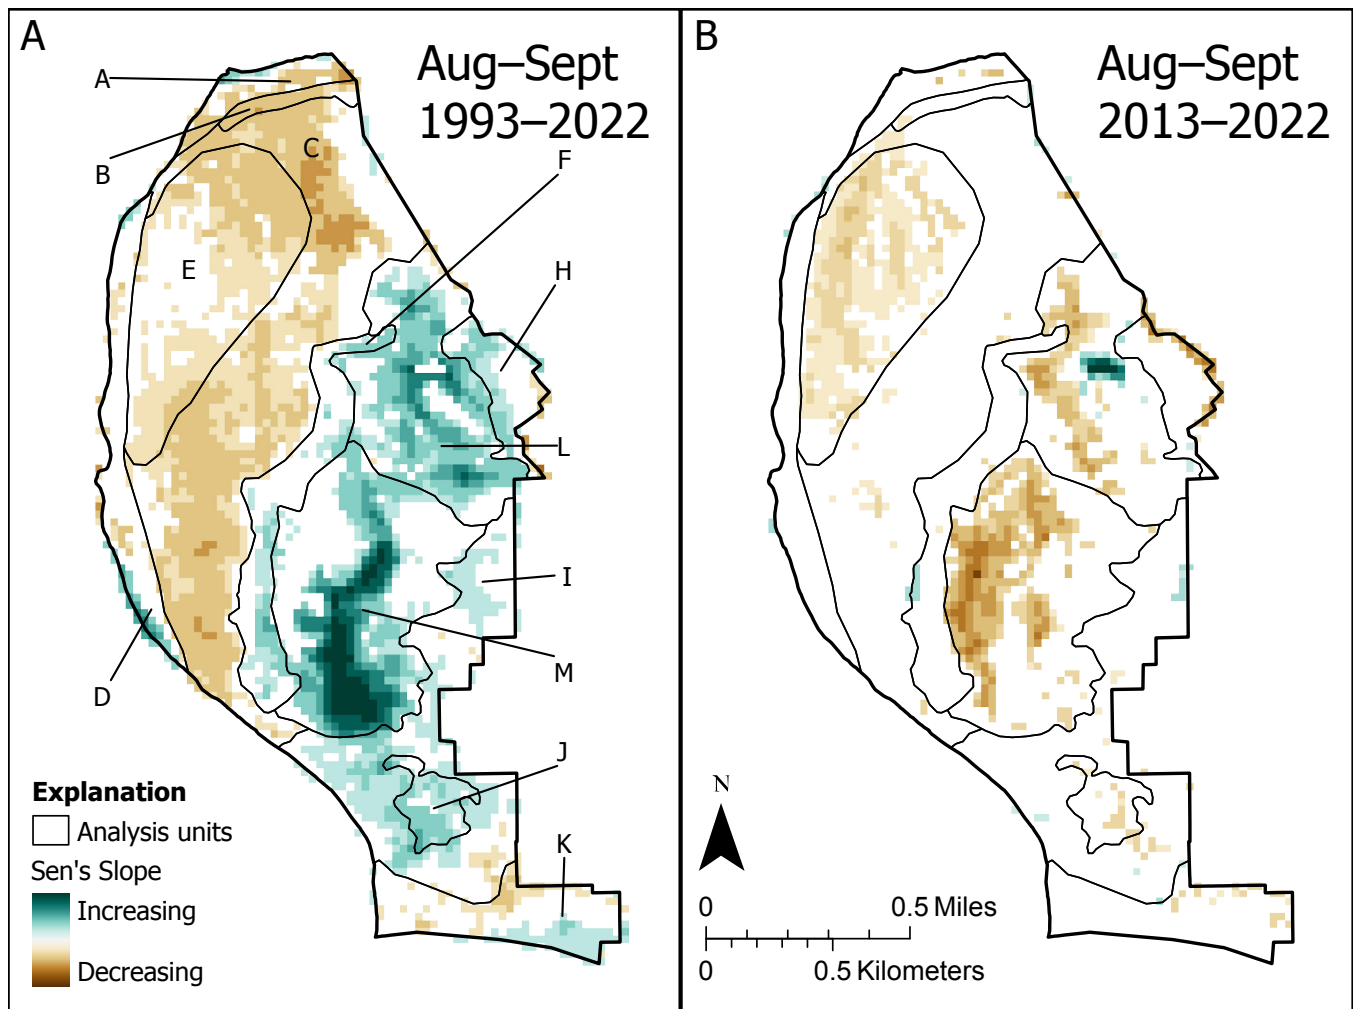 A
Aug–Sept
1993–2022
A
B
C
F
E
H
L
I
M
D
J
K
Explanation
Analysis units
Sen's Slope
Increasing
Decreasing
B
Aug–Sept
2013–2022
N
0 0.5 Miles
0 0.5 Kilometers